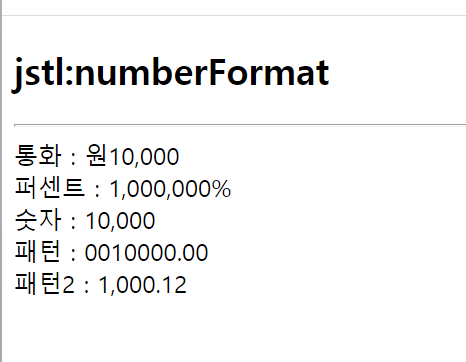 jstl:numberFormat
통화 : 원10,000
퍼센트 : 1,000,000%
숫자 : 10,000
패턴 : 0010000.00
패턴2 : 1,000.12